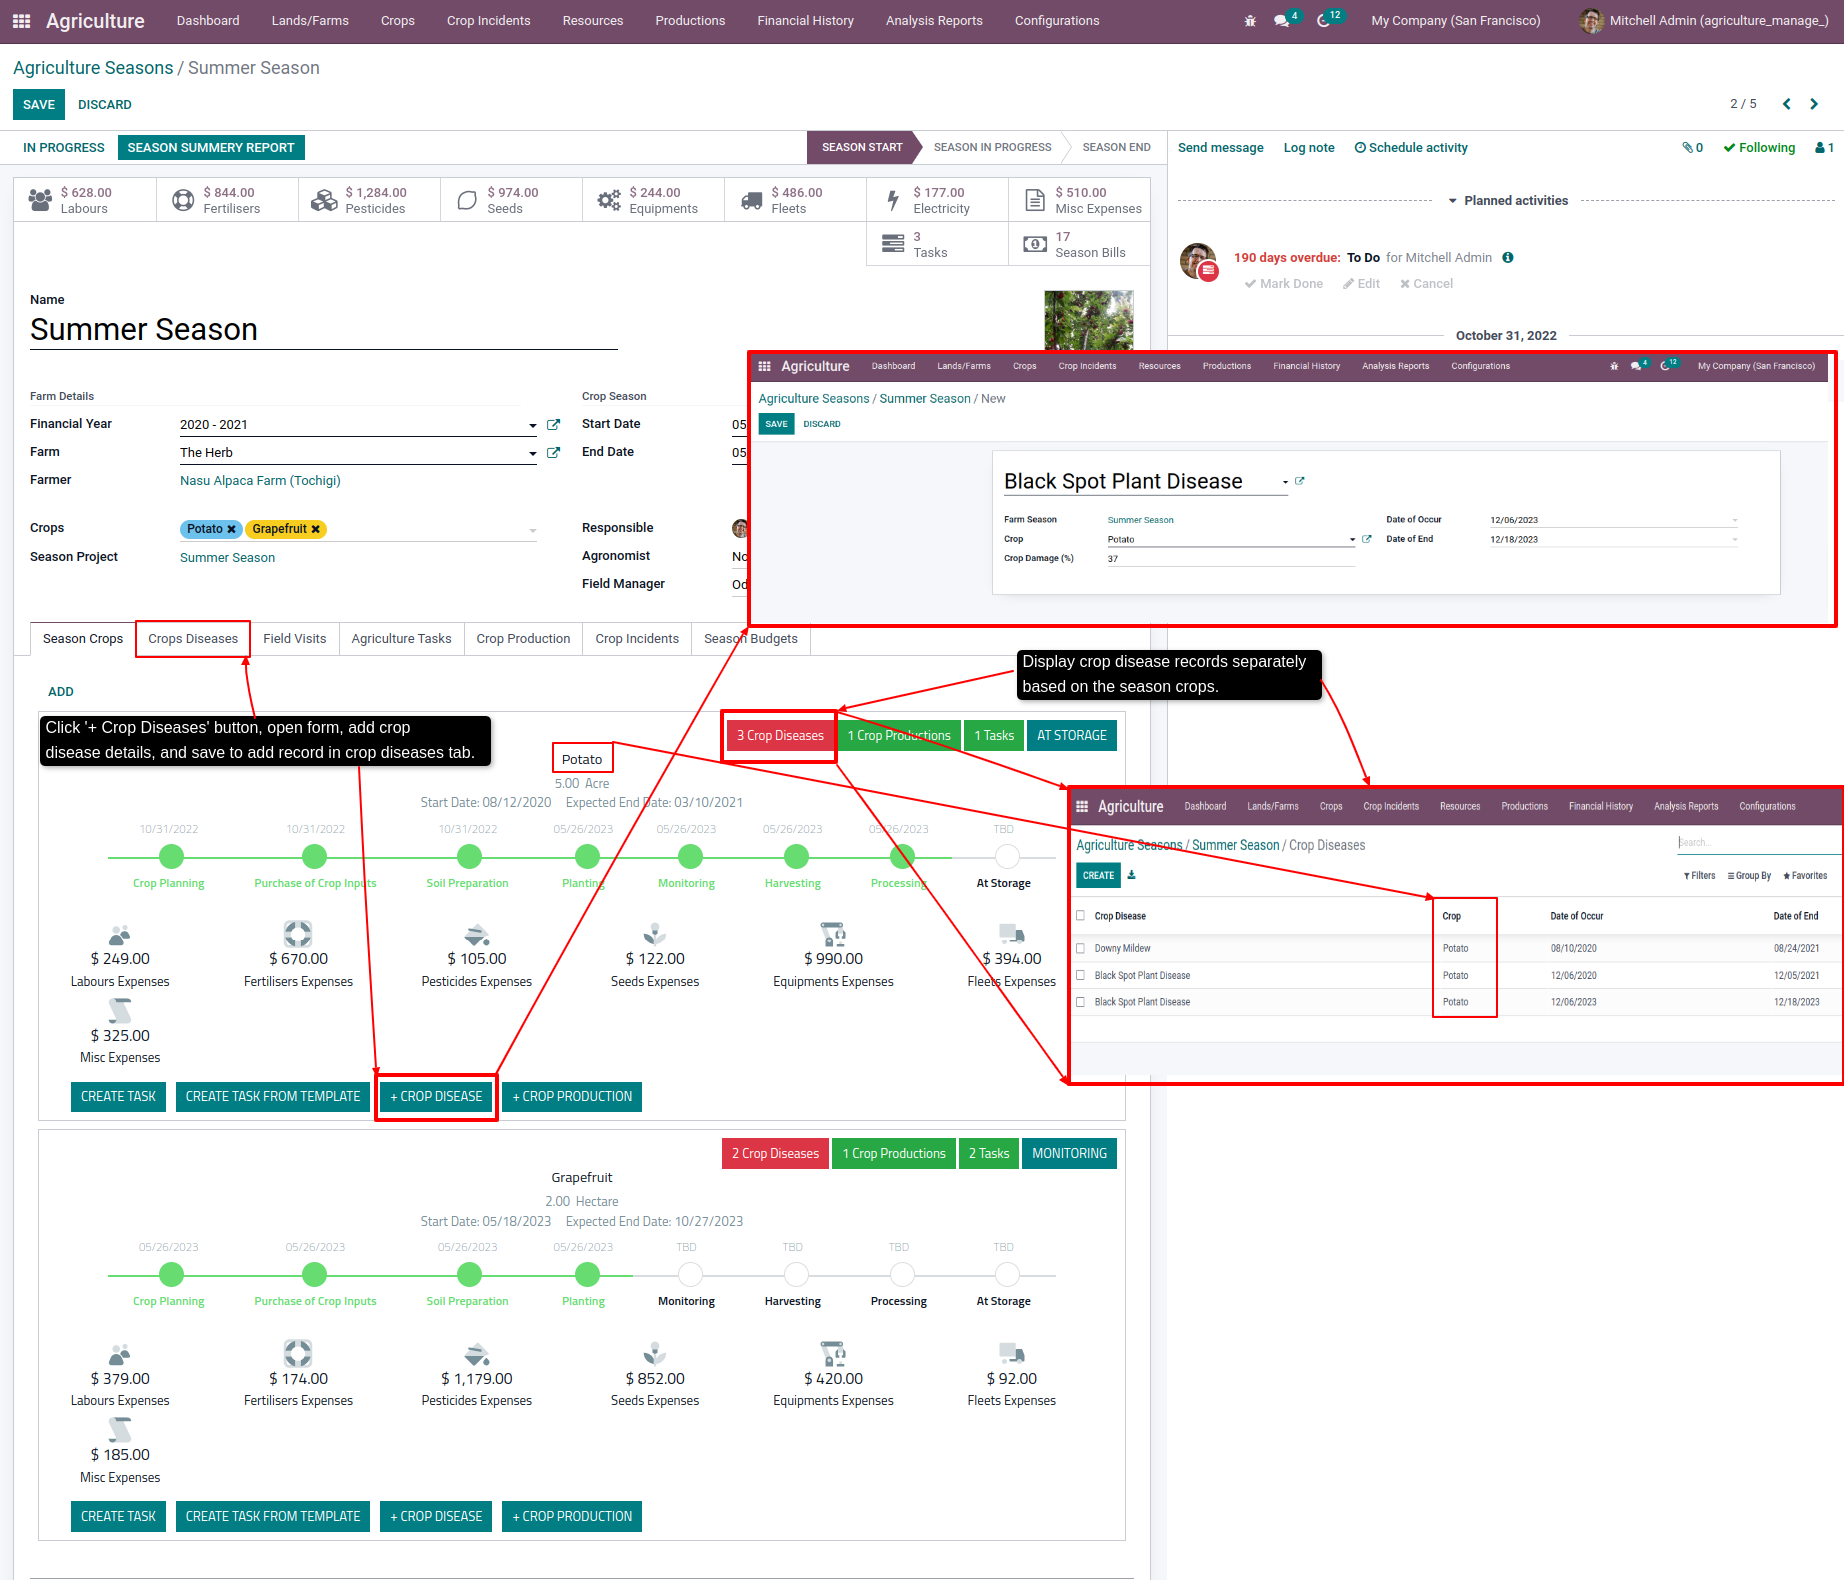 Agriculture Dashboard Lands/Farms Crops Crop Incidents Resources Productions Financial History Analysis Reports Configurations 4 12 My Company (San Francisco) Mitchell Admin (agriculture_manage_)
Agriculture Seasons / Summer Season
SAVE DISCARD 2 / 5
IN PROGRESS SEASON SUMMERY REPORT SEASON START SEASON IN PROGRESS SEASON END Send message Log note Schedule activity 0 Following 1
$ 628.00 $ 844.00 $ 1,284.00 $ 974.00 $ 244.00 $ 486.00 $ 177.00 $ 510.00
Labours Fertilisers Pesticides Seeds Equipments Fleets Electricity Misc Expenses
Planned activities
3 17
Tasks Season Bills
190 days overdue: To Do for Mitchell Admin
Mark Done Edit Cancel
Name
Summer Season
October 31, 2022
Farm Details Crop Season
Financial Year 2020 - 2021 Start Date 05
Farm The Herb End Date 05
Farmer Nasu Alpaca Farm (Tochigi)
Crops Potato Grapefruit Responsible
Season Project Summer Season Agronomist No
Field Manager Od
Agriculture Dashboard Lands/Farms Crops Crop Incidents Resources Productions Financial History Analysis Reports Configurations 4 12 My Company (San Francisco)
Agriculture Seasons / Summer Season / New
SAVE DISCARD
Black Spot Plant Disease
Farm Season Summer Season Date of Occur 12/06/2023
Crop Potato Date of End 12/18/2023
Crop Damage (%) 37
Season Crops Crops Diseases Field Visits Agriculture Tasks Crop Production Crop Incidents Season Budgets
Display crop disease records separately
based on the season crops.
ADD
Click '+ Crop Diseases' button, open form, add crop
disease details, and save to add record in crop diseases tab.
3 Crop Diseases 1 Crop Productions 1 Tasks AT STORAGE
Potato
5.00 Acre
Start Date: 08/12/2020 Expected End Date: 03/10/2021
10/31/2022 10/31/2022 10/31/2022 05/26/2023 05/26/2023 05/26/2023 05/26/2023 TBD
Crop Planning Purchase of Crop Inputs Soil Preparation Planting Monitoring Harvesting Processing At Storage
$ 249.00 $ 670.00 $ 105.00 $ 122.00 $ 990.00 $ 394.00
Labours Expenses Fertilisers Expenses Pesticides Expenses Seeds Expenses Equipments Expenses Fleets Expenses
$ 325.00
Misc Expenses
CREATE TASK CREATE TASK FROM TEMPLATE + CROP DISEASE + CROP PRODUCTION
Agriculture Dashboard Lands/Farms Crops Crop Incidents Resources Productions Financial History Analysis Reports Configurations
Agriculture Seasons / Summer Season / Crop Diseases Search...
CREATE Filters Group By Favorites
Crop Disease Crop Date of Occur Date of End
Downy Mildew Potato 08/10/2020 08/24/2021
Black Spot Plant Disease Potato 12/06/2020 12/05/2021
Black Spot Plant Disease Potato 12/06/2023 12/18/2023
2 Crop Diseases 1 Crop Productions 2 Tasks MONITORING
Grapefruit
2.00 Hectare
Start Date: 05/18/2023 Expected End Date: 10/27/2023
05/26/2023 05/26/2023 05/26/2023 05/26/2023 TBD TBD TBD TBD
Crop Planning Purchase of Crop Inputs Soil Preparation Planting Monitoring Harvesting Processing At Storage
$ 379.00 $ 174.00 $ 1,179.00 $ 852.00 $ 420.00 $ 92.00
Labours Expenses Fertilisers Expenses Pesticides Expenses Seeds Expenses Equipments Expenses Fleets Expenses
$ 185.00
Misc Expenses
CREATE TASK CREATE TASK FROM TEMPLATE + CROP DISEASE + CROP PRODUCTION